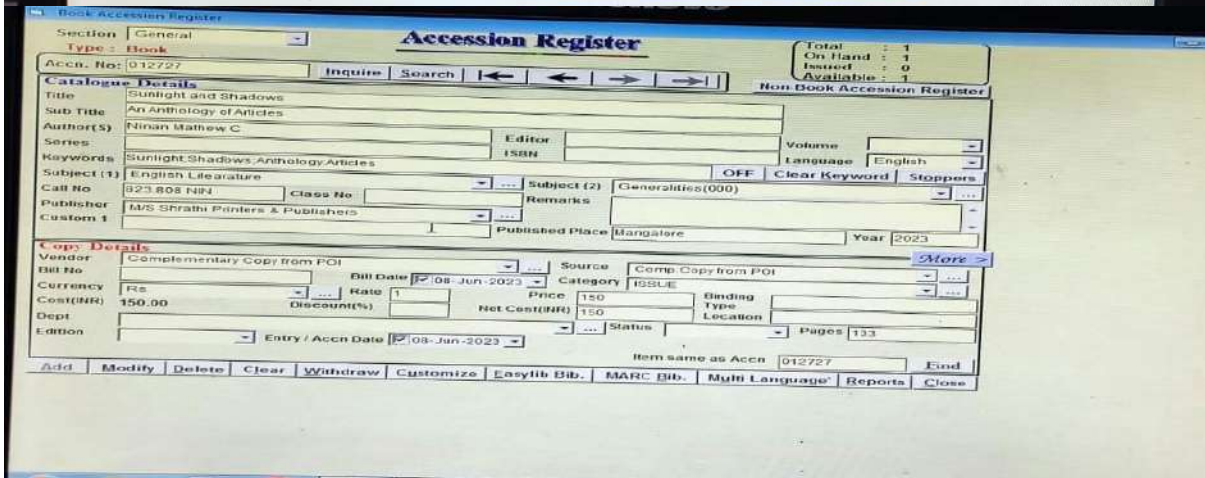 Book Accession Register
Section General
Accession Register
Type : Book
Total : 1
On Hand : 1
Issued : 0
Available : 1
Accn. No: 012727
Inquire Search
Non-Book Accession Register
Catalogue Details
Title Sunlight and Shadows
Sub Title An Anthology of Articles
Author(S) Ninan Mathew C
Editor
Volume
Series
ISBN
Language English
Keywords Sunlight;Shadows;Anthology;Articles
OFF Clear Keyword Stoppers
Subject (1) English Litearature
Subject (2) Generalities(000)
Call No 823.808 NIN
Class No
Remarks
Publisher M/S Shrathi Printers & Publishers
Custom 1
Published Place Mangalore
Year 2023
Copy Details
More >
Vendor Complementary Copy from POI
Source Comp.Copy from POI
Bill No
Bill Date 08-Jun-2023
Category ISSUE
Currency Rs.
Rate 1
Price 150
Binding Type
Cost(INR) 150.00
Discount(%)
Net Cost(INR) 150
Location
Dept
Status
Pages 133
Edition
Entry / Accn Date 08-Jun-2023
Item same as Accn 012727
Find
Add Modify Delete Clear Withdraw Customize Easylib Bib. MARC Bib. Multi Language Reports Close